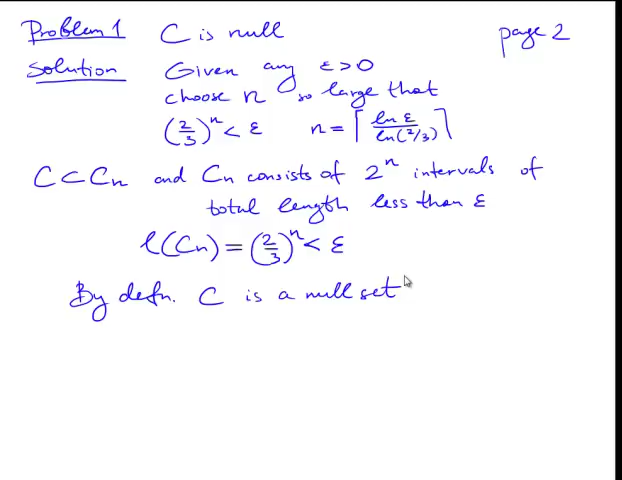 Problem 1 C is null page 2
Solution Given any ε>0
choose n so large that
(2/3)^n < ε n = ⌈ ln ε / ln(2/3) ⌉
C ⊂ Cn and Cn consists of 2^n intervals of
total length less than ε
l(Cn) = (2/3)^n < ε
By defn. C is a null set